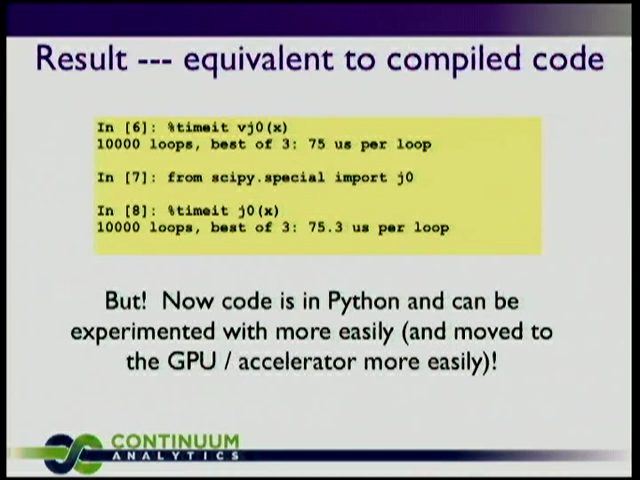 Result --- equivalent to compiled code
In [6]: %timeit vj0(x)
10000 loops, best of 3: 75 us per loop
In [7]: from scipy.special import j0
In [8]: %timeit j0(x)
10000 loops, best of 3: 75.3 us per loop
But! Now code is in Python and can be
experimented with more easily (and moved to
the GPU / accelerator more easily)!
CONTINUUM
ANALYTICS